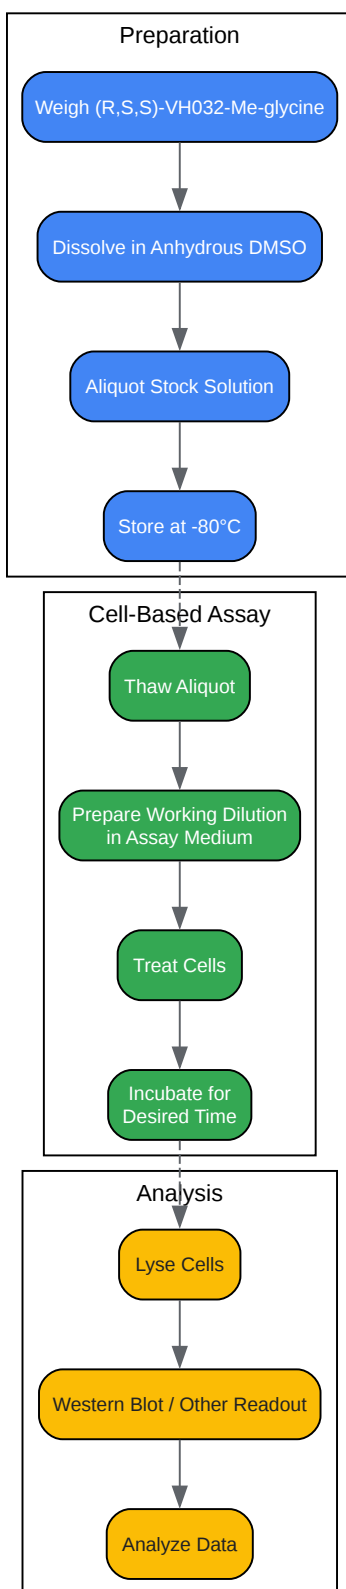 Preparation
Weigh (R,S,S)-VH032-Me-glycine
Dissolve in Anhydrous DMSO
Aliquot Stock Solution
Store at -80°C
Cell-Based Assay
Thaw Aliquot
Prepare Working Dilution
in Assay Medium
Treat Cells
Incubate for
Desired Time
Analysis
Lyse Cells
Western Blot / Other Readout
Analyze Data